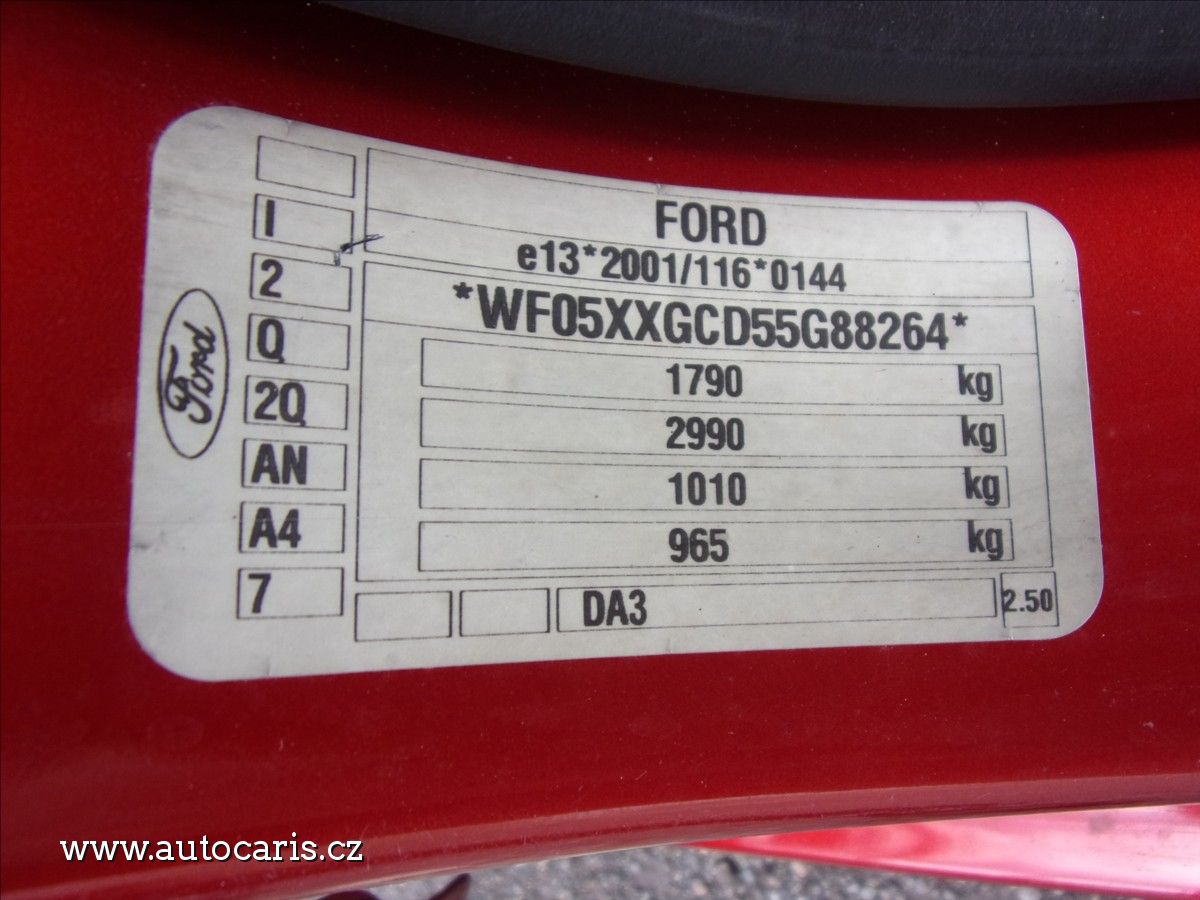 FORD
e13*2001/116*0144
*WF05XXGCD55G88264*
1790 kg
2990 kg
1010 kg
965 kg
DA3
2.50
I
2
Q
2Q
AN
A4
7
Ford
www.autocaris.cz